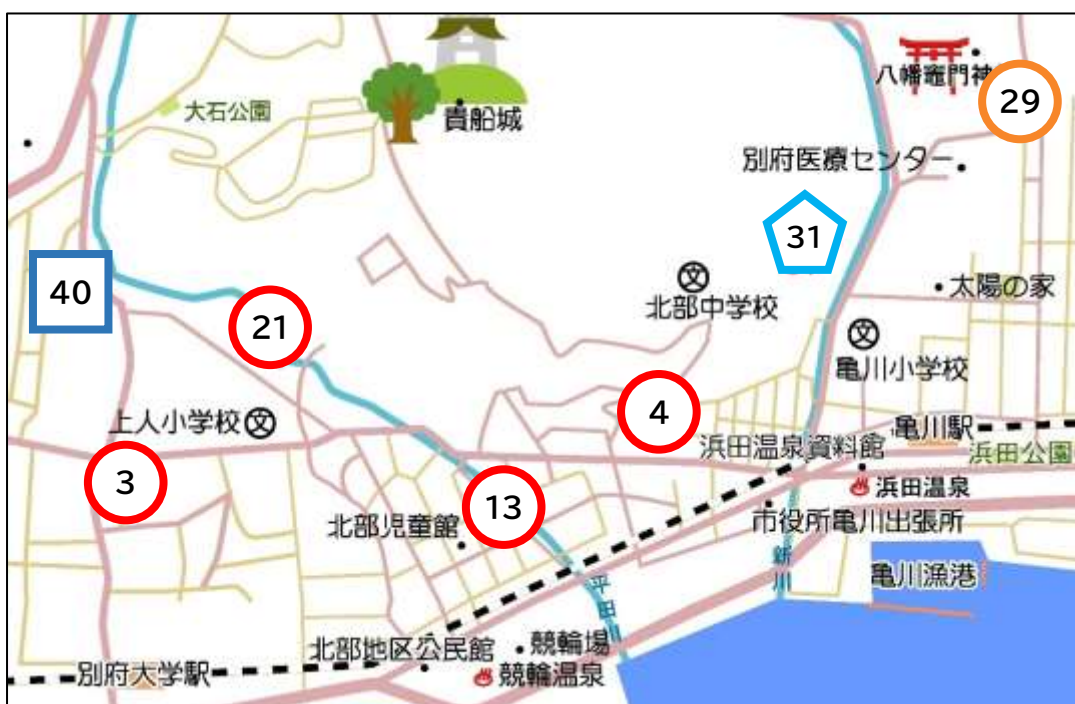 大石公園
貴船城
八幡竈門神
29
別府医療センター
31
40
21
北部中学校
太陽の家
文
文
亀川小学校
4
上人小学校
文
3
浜田温泉資料館
亀川駅
浜田公園
浜田温泉
13
北部児童館
市役所亀川出張所
新川
亀川漁港
平田川
北部地区公民館
競輪場
競輪温泉
別府大学駅